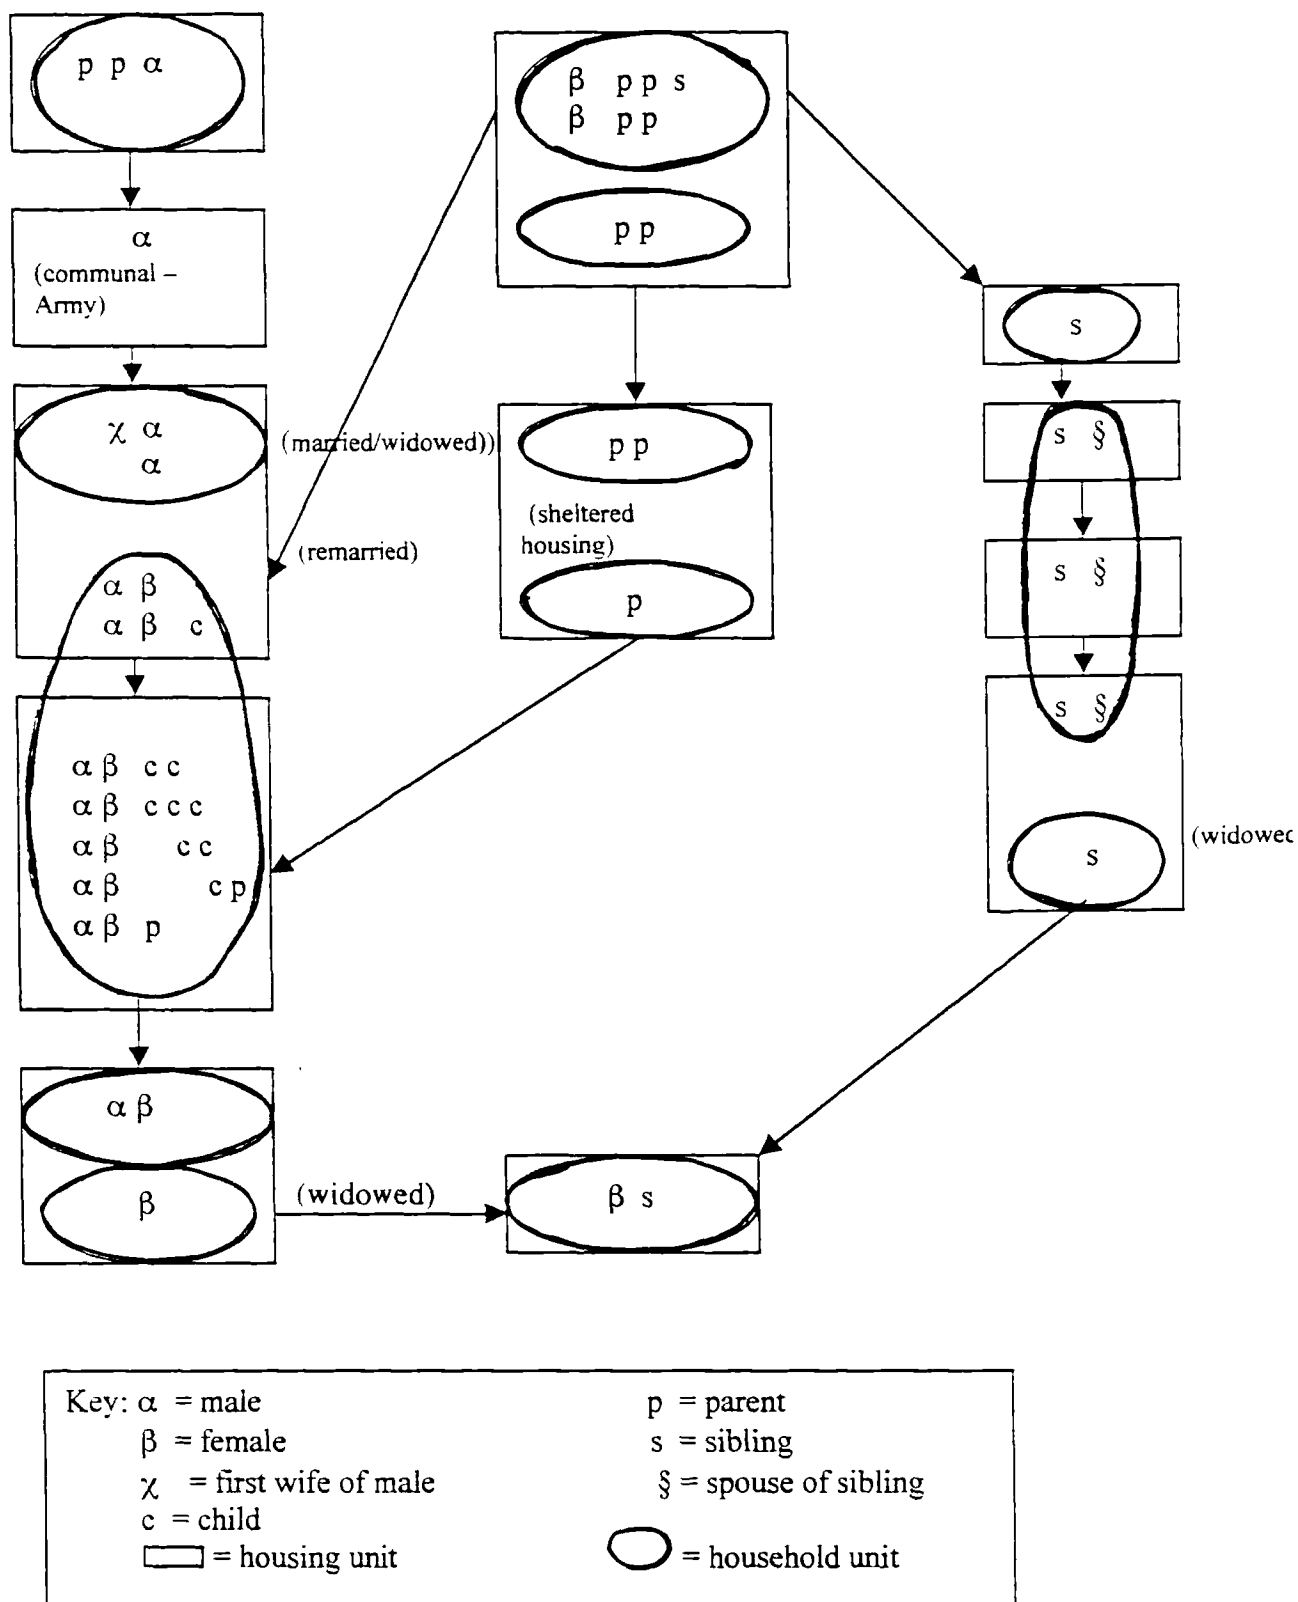 p p α
α
(communal –
Army)
χ α
α
(married/widowed))
(remarried)
α β
α β c
α β c c
α β c c c
α β c c
α β c p
α β p
α β
β
(widowed)
β p p s
β p p
p p
p p
(sheltered
housing)
p
s
s §
s §
s §
s
β s
Key: α = male
β = female
χ = first wife of male
c = child
= housing unit
p = parent
s = sibling
§ = spouse of sibling
= household unit